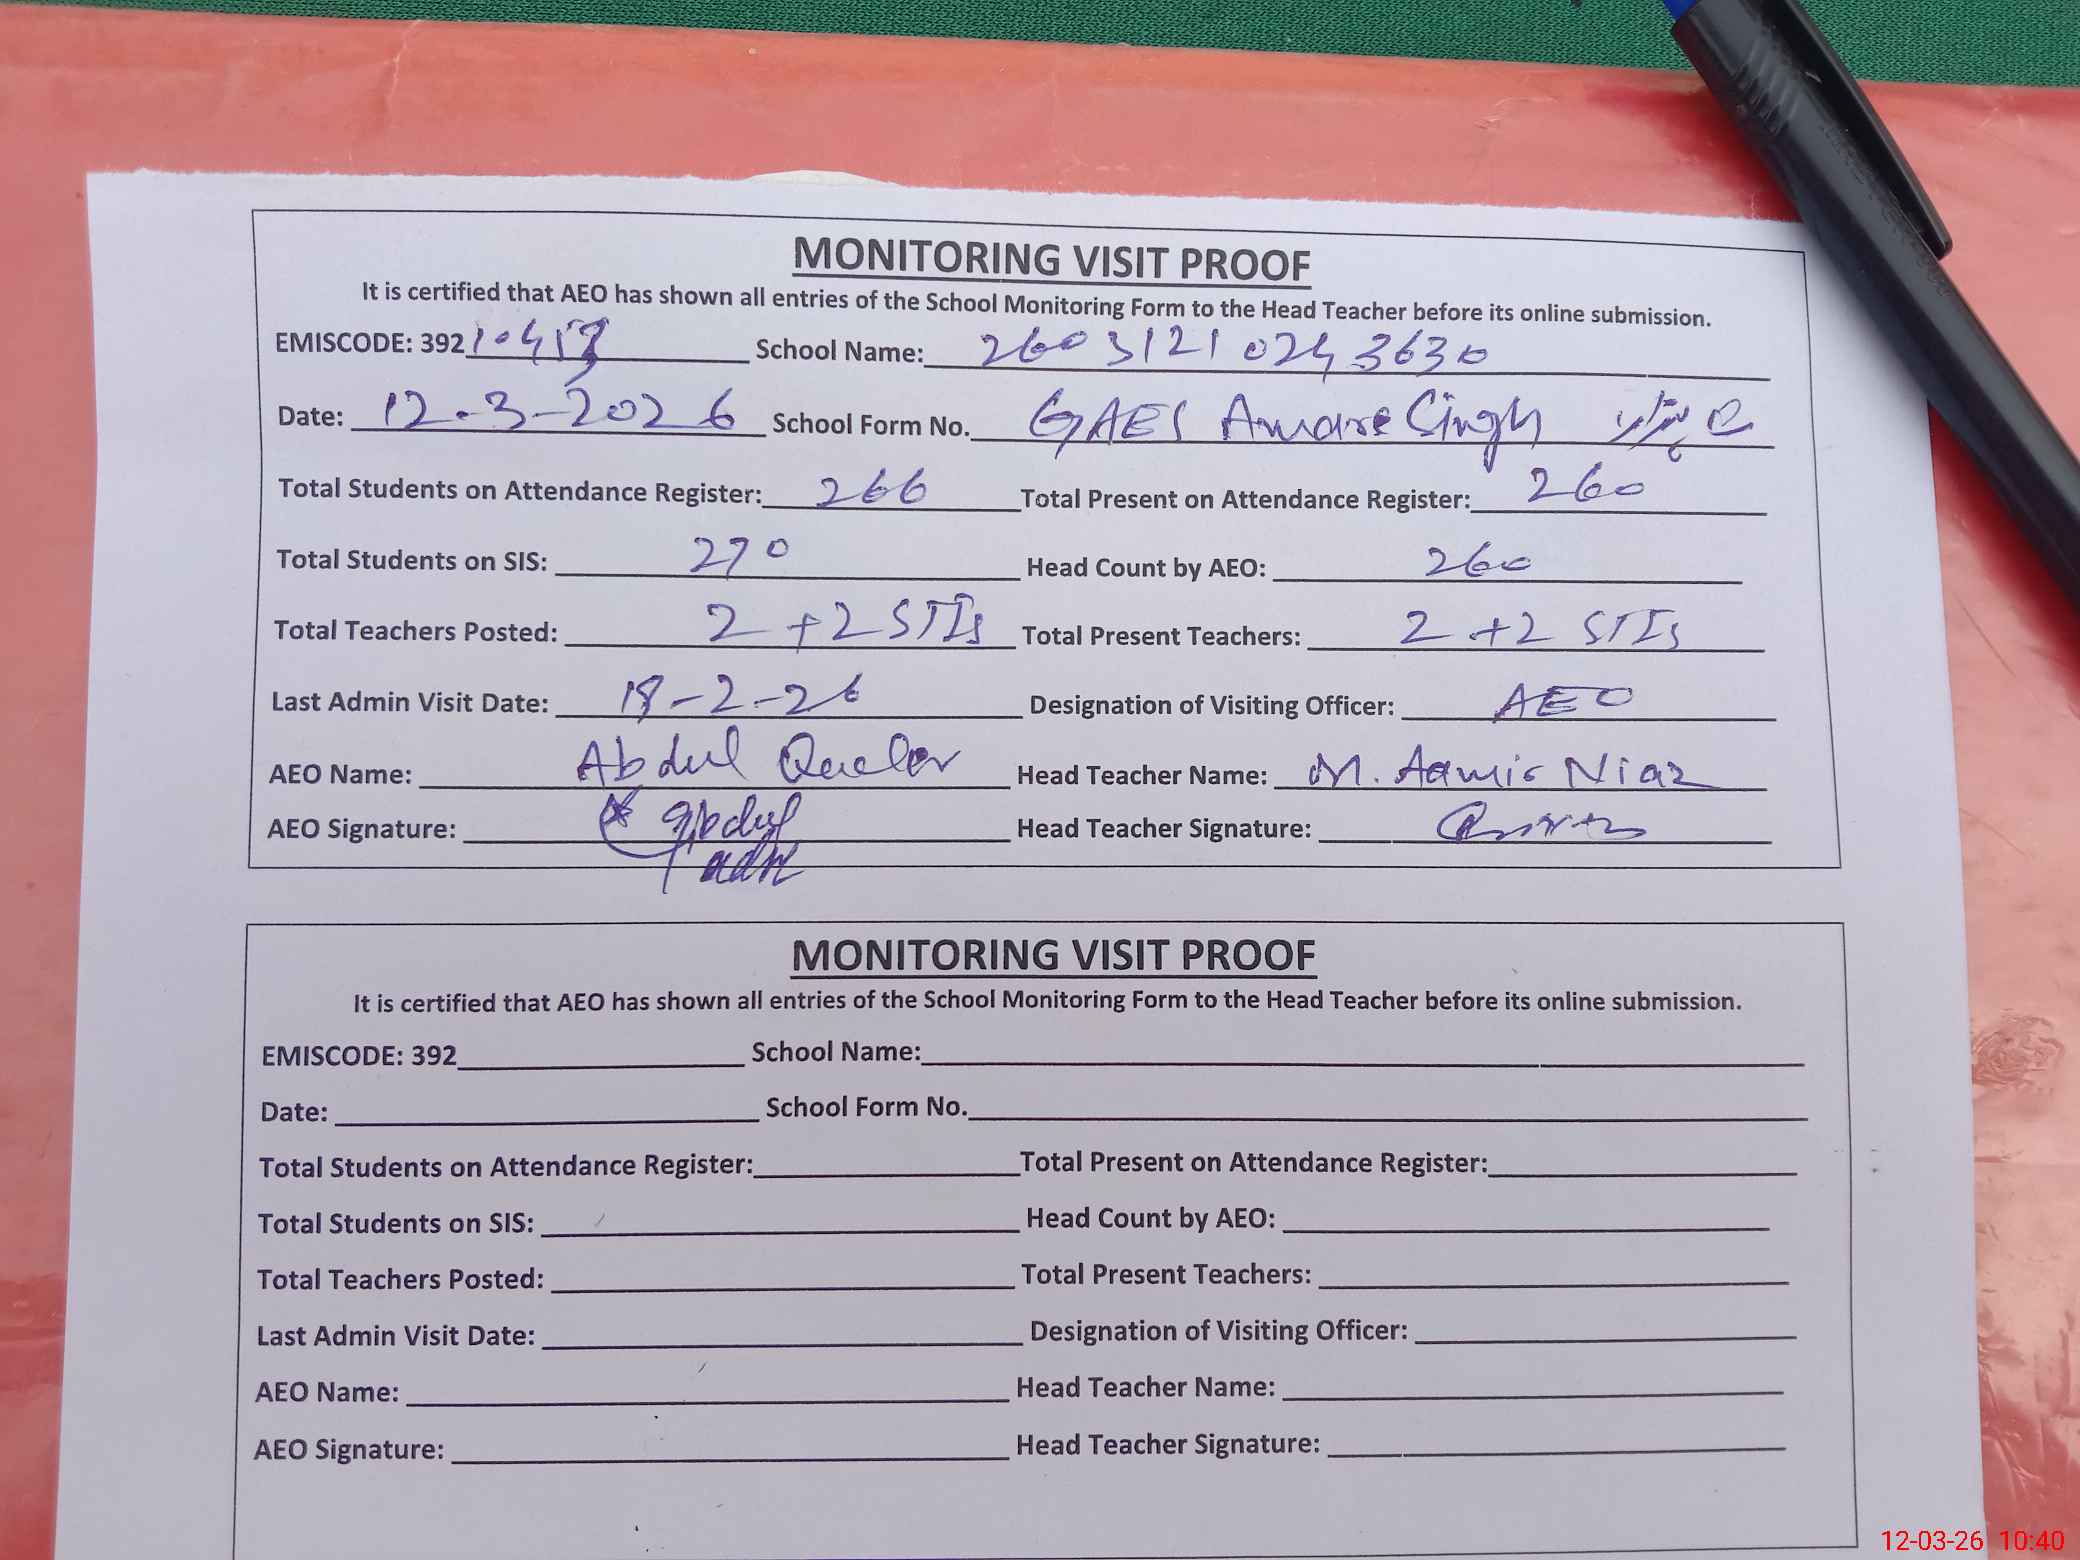 MONITORING VISIT PROOF
It is certified that AEO has shown all entries of the School Monitoring Form to the Head Teacher before its online submission.
EMISCODE: 392 School Name: 26031210243630
Date: 12-3-2026 School Form No. GAES Amare Singh
Total Students on Attendance Register: 266 Total Present on Attendance Register: 260
Total Students on SIS: 270 Head Count by AEO: 260
Total Teachers Posted: 2 +2 STIs Total Present Teachers: 2 +2 STIs
Last Admin Visit Date: 18-2-26 Designation of Visiting Officer: AEO
AEO Name: Abdul Head Teacher Name: M. Aamir Niaz
AEO Signature: Head Teacher Signature:
MONITORING VISIT PROOF
It is certified that AEO has shown all entries of the School Monitoring Form to the Head Teacher before its online submission.
EMISCODE: 392 School Name:
Date: School Form No.
Total Students on Attendance Register: Total Present on Attendance Register:
Total Students on SIS: Head Count by AEO:
Total Teachers Posted: Total Present Teachers:
Last Admin Visit Date: Designation of Visiting Officer:
AEO Name: Head Teacher Name:
AEO Signature: Head Teacher Signature:
12-03-26 10:40